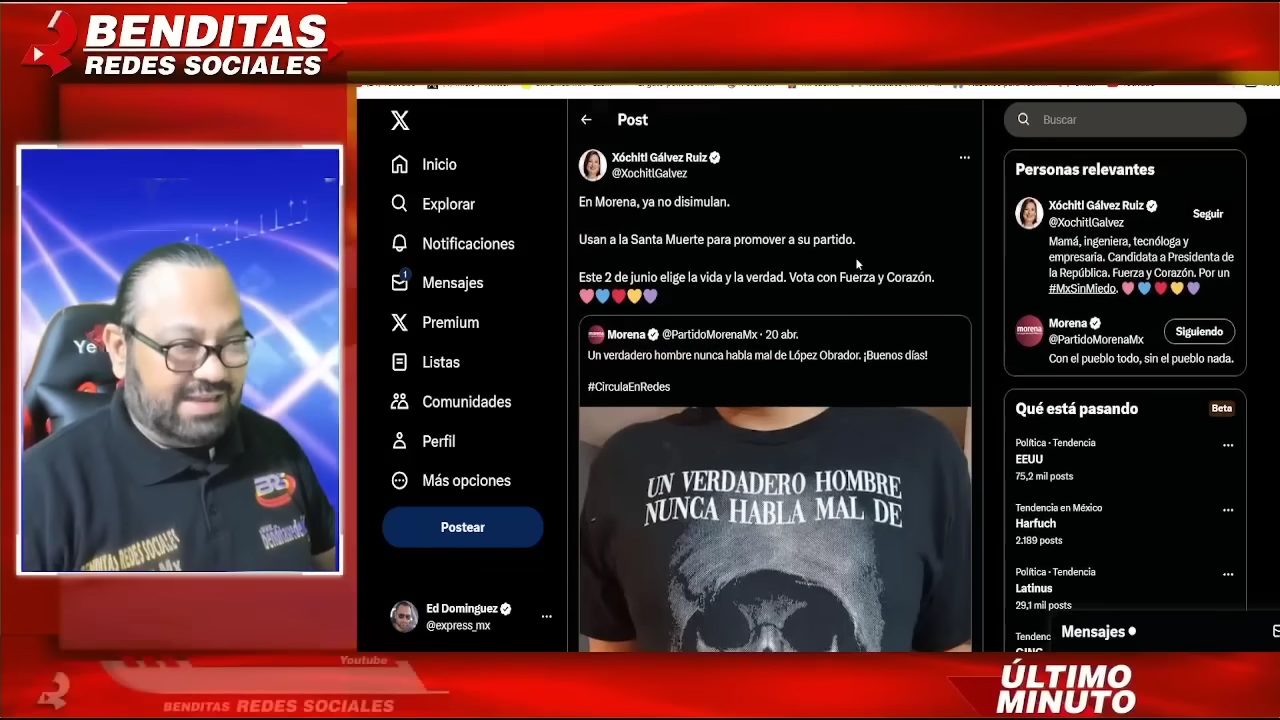 BENDITAS
REDES SOCIALES
Post
Buscar
Inicio
Explorar
Notificaciones
1
Mensajes
Premium
Listas
Comunidades
Perfil
Más opciones
Postear
Ed Dominguez
@express_mx
Xóchitl Gálvez Ruiz
@XochitlGalvez
En Morena, ya no disimulan.
Usan a la Santa Muerte para promover a su partido.
Este 2 de junio elige la vida y la verdad. Vota con Fuerza y Corazón.
🩷💙❤️💛💜
Morena @PartidoMorenaMx · 20 abr.
Un verdadero hombre nunca habla mal de López Obrador. ¡Buenos días!
#CirculaEnRedes
UN VERDADERO HOMBRE
NUNCA HABLA MAL DE
Personas relevantes
Xóchitl Gálvez Ruiz
@XochitlGalvez
Seguir
Mamá, ingeniera, tecnóloga y
empresaria. Candidata a Presidenta de
la República. Fuerza y Corazón. Por un
#MxSinMiedo. 🩷💙❤️💛💜
morena
Morena
@PartidoMorenaMx
Siguiendo
Con el pueblo todo, sin el pueblo nada.
Qué está pasando
Beta
Política · Tendencia
EEUU
75,2 mil posts
Tendencia en México
Harfuch
2.189 posts
Política · Tendencia
Latinus
29,1 mil posts
Mensajes
BRS
BENDITAS REDES SOCIALES
Youtube
BENDITAS REDES SOCIALES
ÚLTIMO
MINUTO